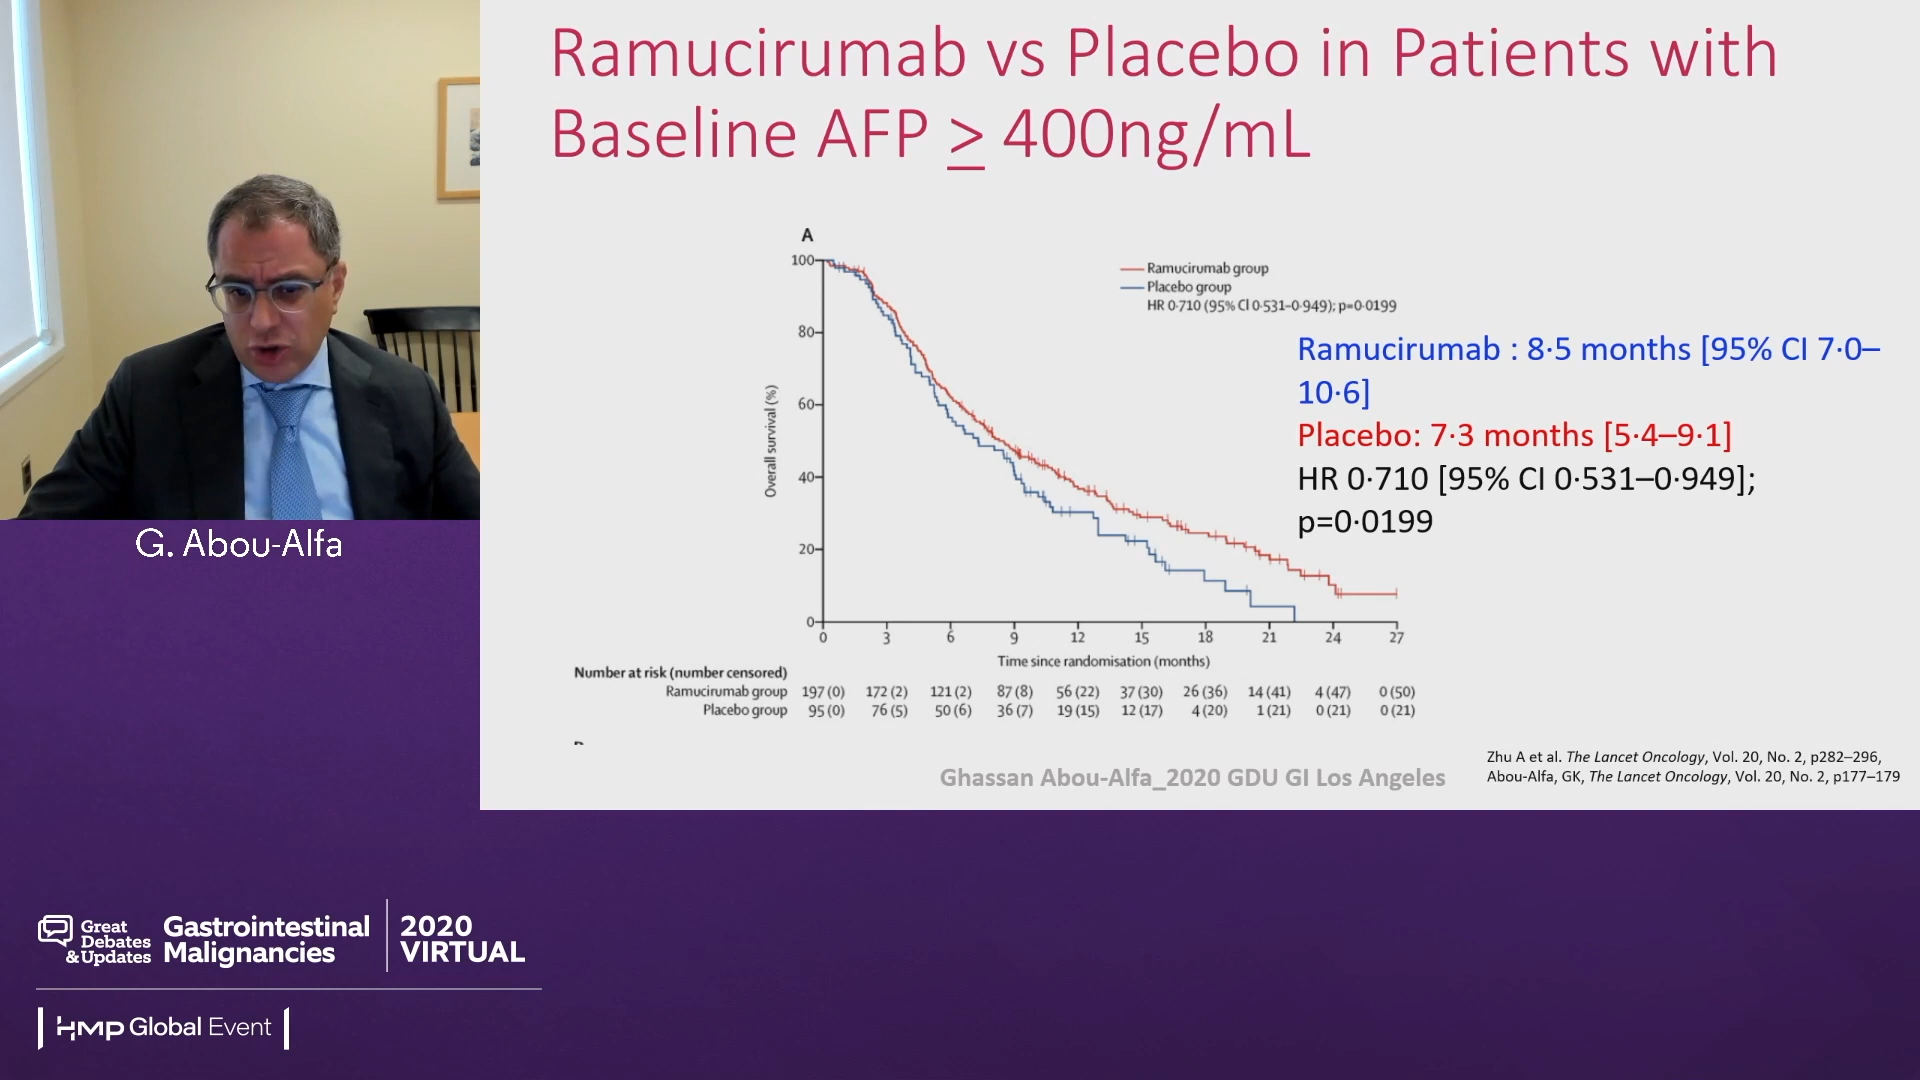 Ramucirumab vs Placebo in Patients with
Baseline AFP ≥ 400ng/mL
A
Ramucirumab group
Placebo group
HR 0·710 (95% CI 0·531–0·949); p=0·0199
100
80
60
40
20
0
Overall survival (%)
0 3 6 9 12 15 18 21 24 27
Time since randomisation (months)
Ramucirumab : 8·5 months [95% CI 7·0–
10·6]
Placebo: 7·3 months [5·4–9·1]
HR 0·710 [95% CI 0·531–0·949];
p=0·0199
Number at risk (number censored)
Ramucirumab group 197 (0) 172 (2) 121 (2) 87 (8) 56 (22) 37 (30) 26 (36) 14 (41) 4 (47) 0 (50)
Placebo group 95 (0) 76 (5) 50 (6) 36 (7) 19 (15) 12 (17) 4 (20) 1 (21) 0 (21) 0 (21)
Zhu A et al. The Lancet Oncology, Vol. 20, No. 2, p282–296,
Abou-Alfa, GK, The Lancet Oncology, Vol. 20, No. 2, p177–179
Ghassan Abou-Alfa_2020 GDU GI Los Angeles
G. Abou-Alfa
Great
Debates
&Updates
Gastrointestinal
Malignancies
2020
VIRTUAL
HMP Global Event